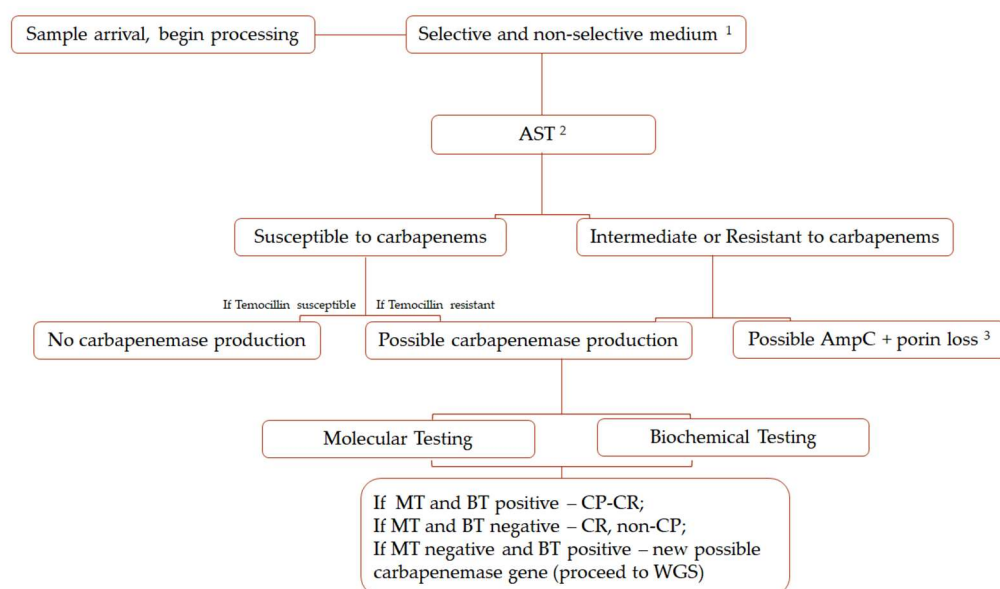 Sample arrival, begin processing
Selective and non-selective medium 1
AST 2
Susceptible to carbapenems
Intermediate or Resistant to carbapenems
If Temocillin susceptible
If Temocillin resistant
No carbapenemase production
Possible carbapenemase production
Possible AmpC + porin loss 3
Molecular Testing
Biochemical Testing
If MT and BT positive – CP-CR;
If MT and BT negative – CR, non-CP;
If MT negative and BT positive – new possible
carbapenemase gene (proceed to WGS)